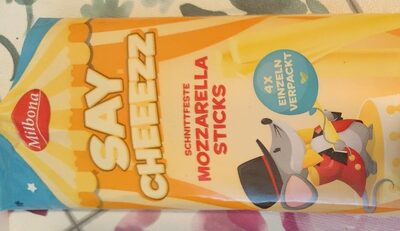 Milbona
SAY
CHEEEZZ
SCHNITTFESTE
MOZZARELLA
STICKS
4X
EINZELN
VERPACKT